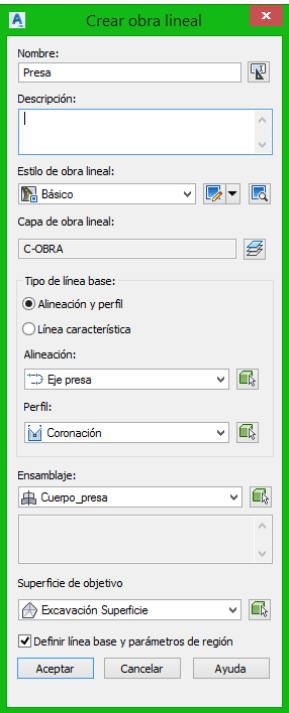 Crear obra lineal
Nombre:
Presa
Descripción:
Estilo de obra lineal:
Básico
Capa de obra lineal:
C-OBRA
Tipo de línea base:
Alineación y perfil
Línea característica
Alineación:
Eje presa
Perfil:
Coronación
Ensamblaje:
Cuerpo_presa
Superficie de objetivo
Excavación Superficie
Definir línea base y parámetros de región
Aceptar Cancelar Ayuda